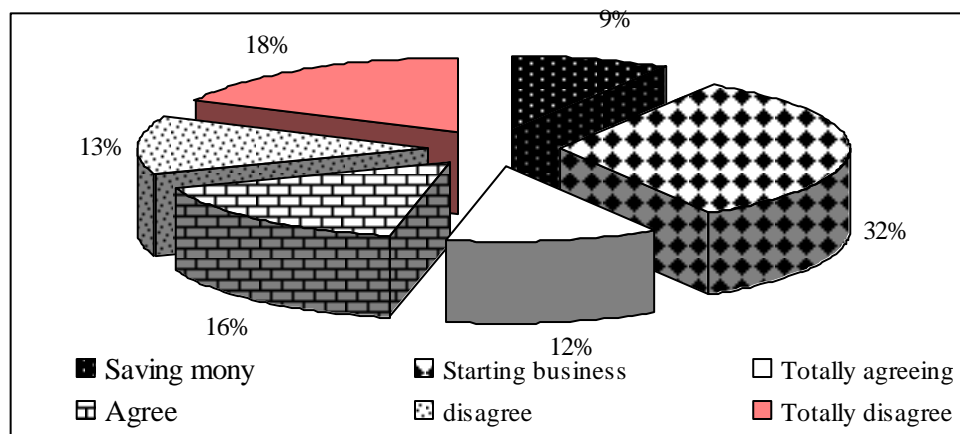 9%
18%
13%
32%
16%
12%
Saving mony
Starting business
Totally agreeing
Agree
disagree
Totally disagree